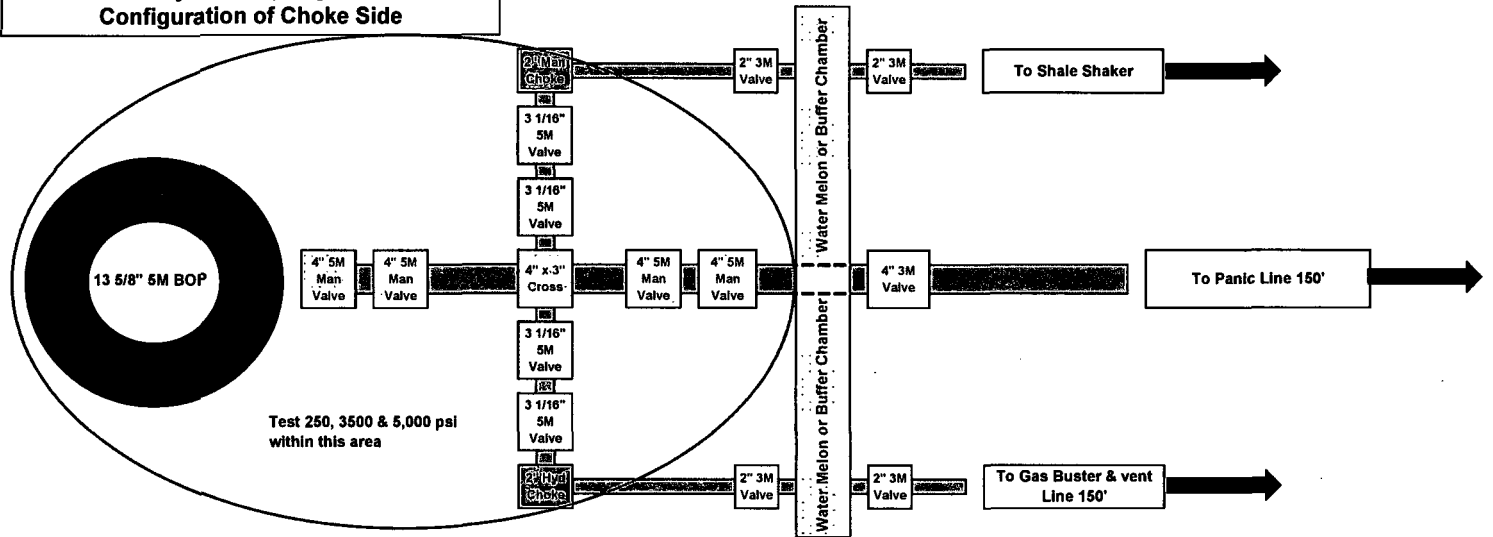 Configuration of Choke Side
2" Man
Choke
2" 3M
Valve
2" 3M
Valve
To Shale Shaker
3 1/16"
5M
Valve
3 1/16"
5M
Valve
Water Melon or Buffer Chamber
13 5/8" 5M BOP
4" 5M
Man
Valve
4" 5M
Man
Valve
4" x 3"
Cross
4" 5M
Man
Valve
4" 5M
Man
Valve
4" 3M
Valve
To Panic Line 150'
3 1/16"
5M
Valve
3 1/16"
5M
Valve
Water Melon or Buffer Chamber
Test 250, 3500 & 5,000 psi
within this area
2" Hyd
Choke
2" 3M
Valve
2" 3M
Valve
To Gas Buster & vent
Line 150'